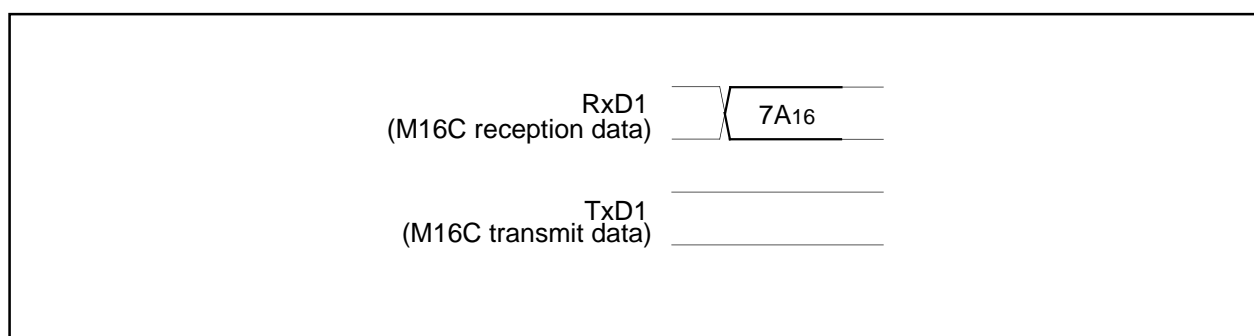 RxD1
(M16C reception data)
7A16
TxD1
(M16C transmit data)